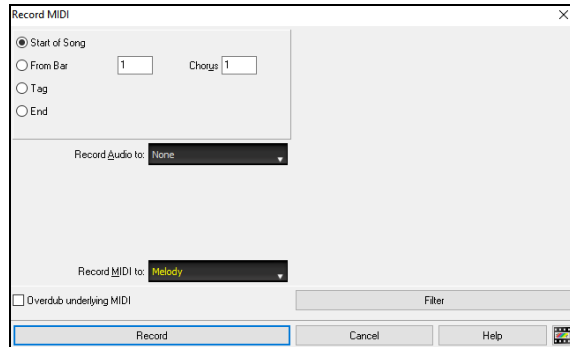 Record MIDI
Start of Song
From Bar 1 Chorus 1
Tag
End
Record Audio to: None
Record MIDI to: Melody
Overdub underlying MIDI Filter
Record Cancel Help